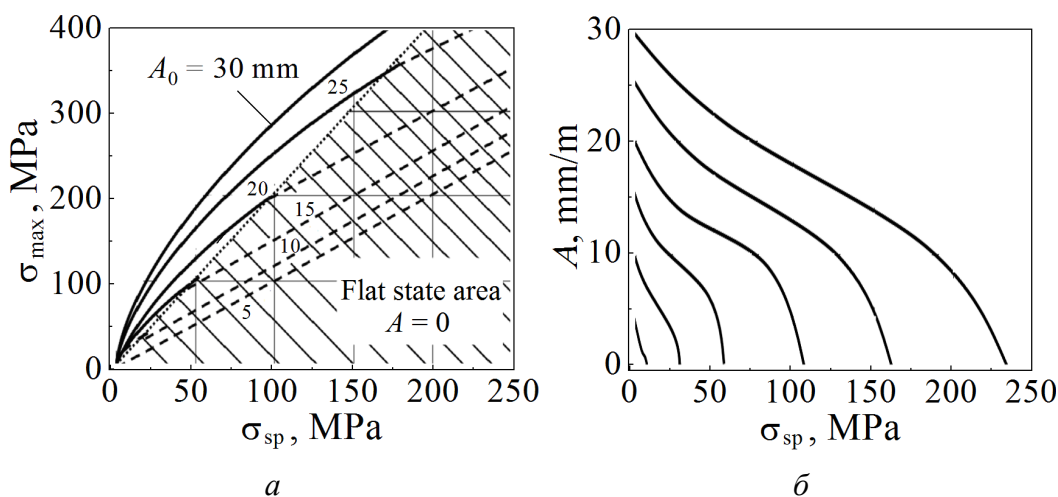 400
300
200
100
0
σmax, MPa
A0 = 30 mm
25
20
15
10
5
Flat state area
A = 0
0 50 100 150 200 250
σsp, MPa
а
30
20
10
0
A, mm/m
0 50 100 150 200 250
σsp, MPa
б